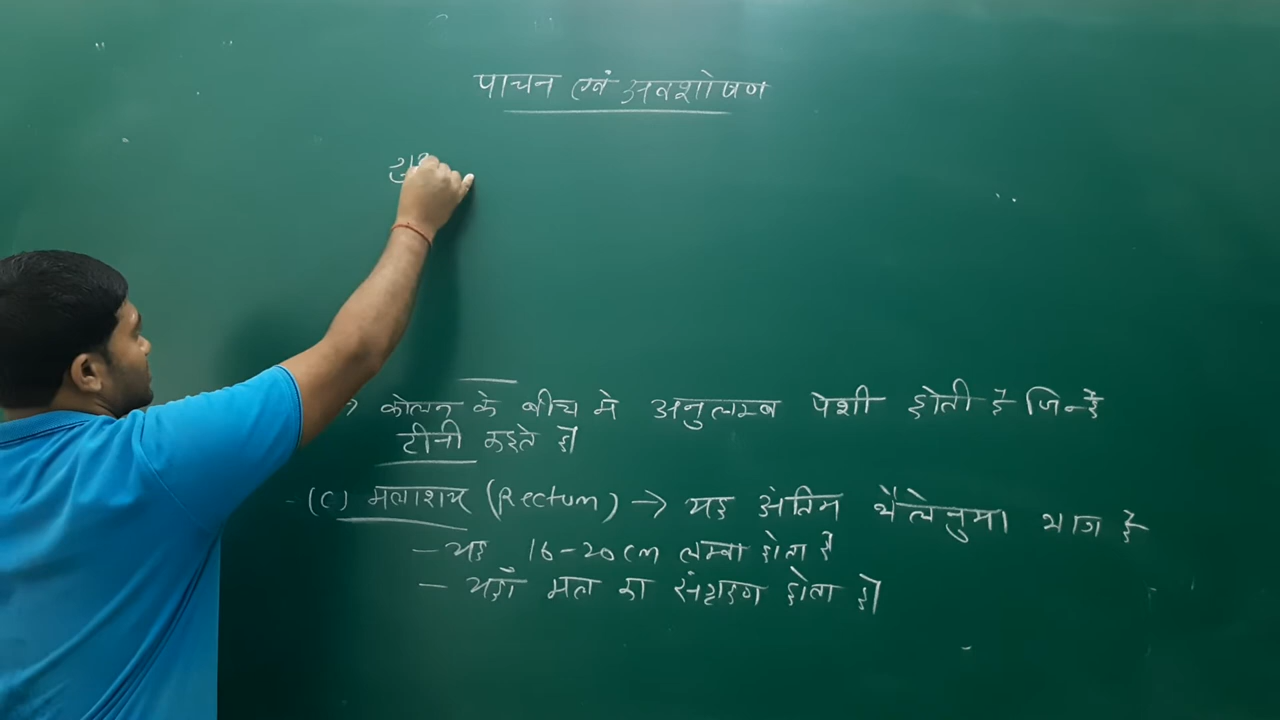 पाचन एवं अवशोषण
गु
→ कोलन के बीच मे अनुलम्ब पेशी होती है जिन्हें
टीनी कहते है।
- (C) मलाशय (Rectum) → यह अंतिम थैलेनुमा भाग है
- यह 16-20 cm लम्बा होता है
- यहाँ मल का संग्रहण होता है।